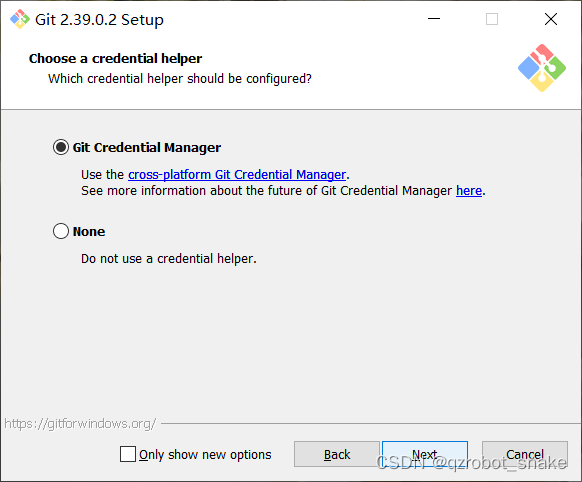 Git 2.39.0.2 Setup
Choose a credential helper
Which credential helper should be configured?
Git Credential Manager
Use the cross-platform Git Credential Manager.
See more information about the future of Git Credential Manager here.
None
Do not use a credential helper.
https://gitforwindows.org/
Only show new options
Back
Next
Cancel
CSDN @qzrobot_snake